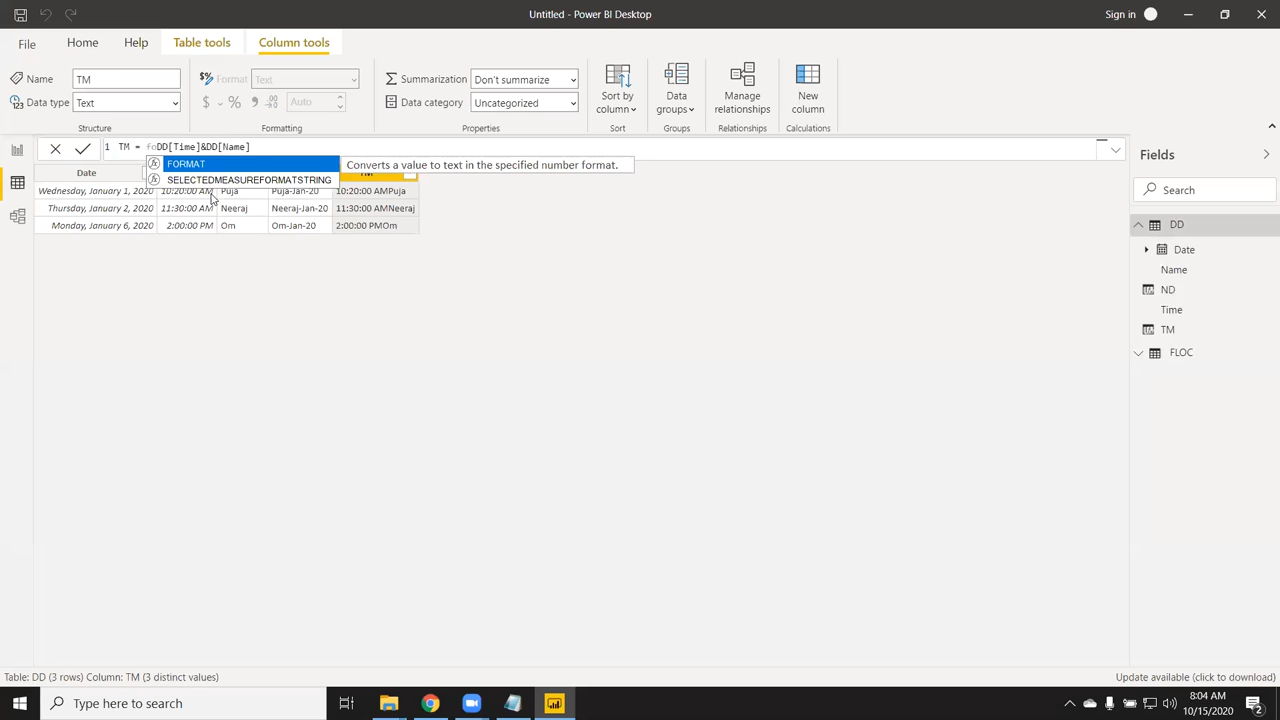 Untitled - Power BI Desktop
Sign in
File
Home
Help
Table tools
Column tools
Name
TM
Data type
Text
Structure
Format
Text
$
%
Auto
Formatting
Summarization
Don't summarize
Data category
Uncategorized
Properties
Sort by
column
Sort
Data
groups
Groups
Manage
relationships
Relationships
New
column
Calculations
1 TM = foDD[Time]&DD[Name]
FORMAT
Converts a value to text in the specified number format.
SELECTEDMEASUREFORMATSTRING
Date
TM
Wednesday, January 1, 2020 10:20:00 AM Puja Puja-Jan-20 10:20:00 AMPuja
Thursday, January 2, 2020 11:30:00 AM Neeraj Neeraj-Jan-20 11:30:00 AMNeeraj
Monday, January 6, 2020 2:00:00 PM Om Om-Jan-20 2:00:00 PMOm
Fields
Search
DD
Date
Name
ND
Time
TM
FLOC
Table: DD (3 rows) Column: TM (3 distinct values)
Update available (click to download)
Type here to search
8:04 AM
10/15/2020
2